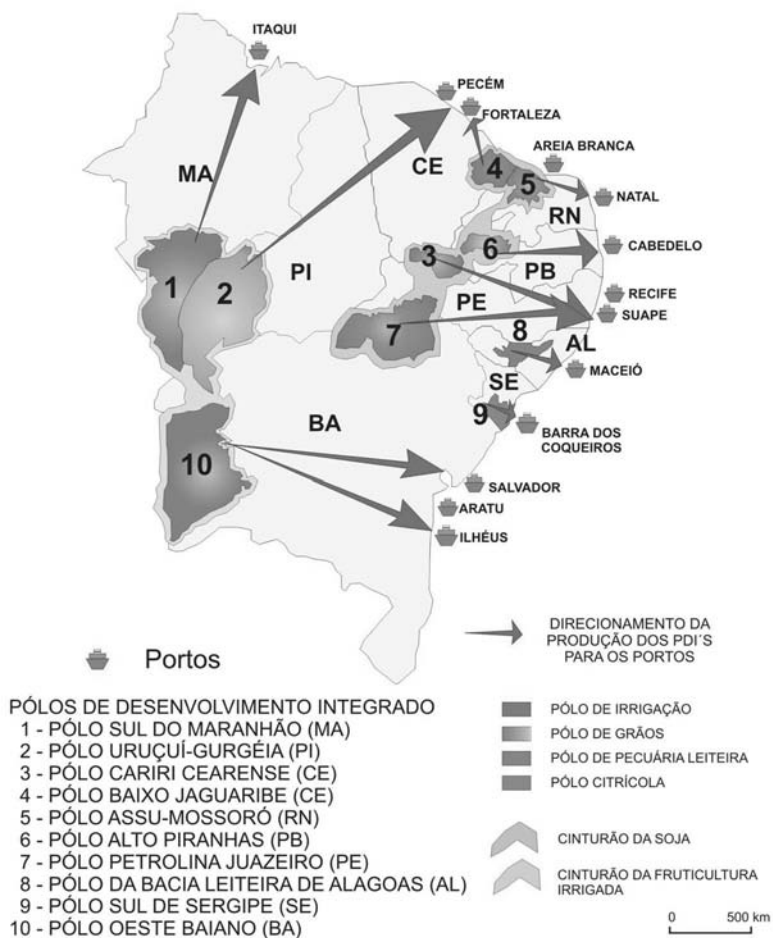 ITAQUI
PECÉM
FORTALEZA
AREIA BRANCA
MA
CE
4
5
NATAL
RN
CABEDELO
1
2
PI
3
6
PB
RECIFE
PE
SUAPE
7
8
AL
MACEIÓ
SE
9
BA
BARRA DOS
COQUEIROS
10
SALVADOR
ARATU
ILHÉUS
DIRECIONAMENTO DA
PRODUÇÃO DOS PDI´S
PARA OS PORTOS
Portos
PÓLOS DE DESENVOLVIMENTO INTEGRADO
1 - PÓLO SUL DO MARANHÃO (MA)
2 - PÓLO URUÇUÍ-GURGÉIA (PI)
3 - PÓLO CARIRI CEARENSE (CE)
4 - PÓLO BAIXO JAGUARIBE (CE)
5 - PÓLO ASSU-MOSSORÓ (RN)
6 - PÓLO ALTO PIRANHAS (PB)
7 - PÓLO PETROLINA JUAZEIRO (PE)
8 - PÓLO DA BACIA LEITEIRA DE ALAGOAS (AL)
9 - PÓLO SUL DE SERGIPE (SE)
10 - PÓLO OESTE BAIANO (BA)
PÓLO DE IRRIGAÇÃO
PÓLO DE GRÃOS
PÓLO DE PECUÁRIA LEITEIRA
PÓLO CITRÍCOLA
CINTURÃO DA SOJA
CINTURÃO DA FRUTICULTURA
IRRIGADA
0 500 km